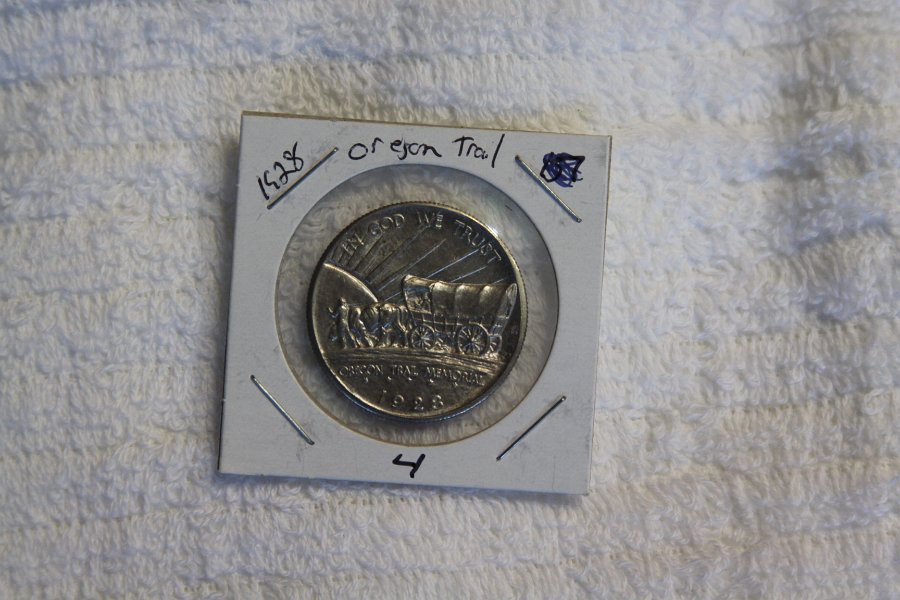 1928
Oregon Trail
IN GOD WE TRUST
OREGON TRAIL MEMORIAL
1928
4